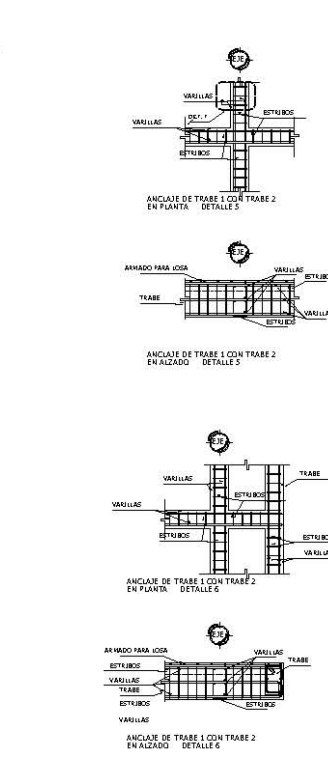 EJE
VARILLAS
ESTRIBOS
VARILLAS
ESTRIBOS
ANCLAJE DE TRABE 1 CON TRABE 2
EN PLANTA DETALLE 5
EJE
ARMADO PARA LOSA
VARILLAS
TRABE
ESTRIBOS
ANCLAJE DE TRABE 1 CON TRABE 2
EN ALZADO DETALLE 5
EJE
VARILLAS
TRABE
ESTRIBOS
VARILLAS
ESTRIBOS
ANCLAJE DE TRABE 1 CON TRABE 2
EN PLANTA DETALLE 6
EJE
ARMADO PARA LOSA
VARILLAS
TRABE
ESTRIBOS
VARILLAS
TRABE
ESTRIBOS
ESTRIBOS
VARILLAS
ANCLAJE DE TRABE 1 CON TRABE 2
EN ALZADO DETALLE 6